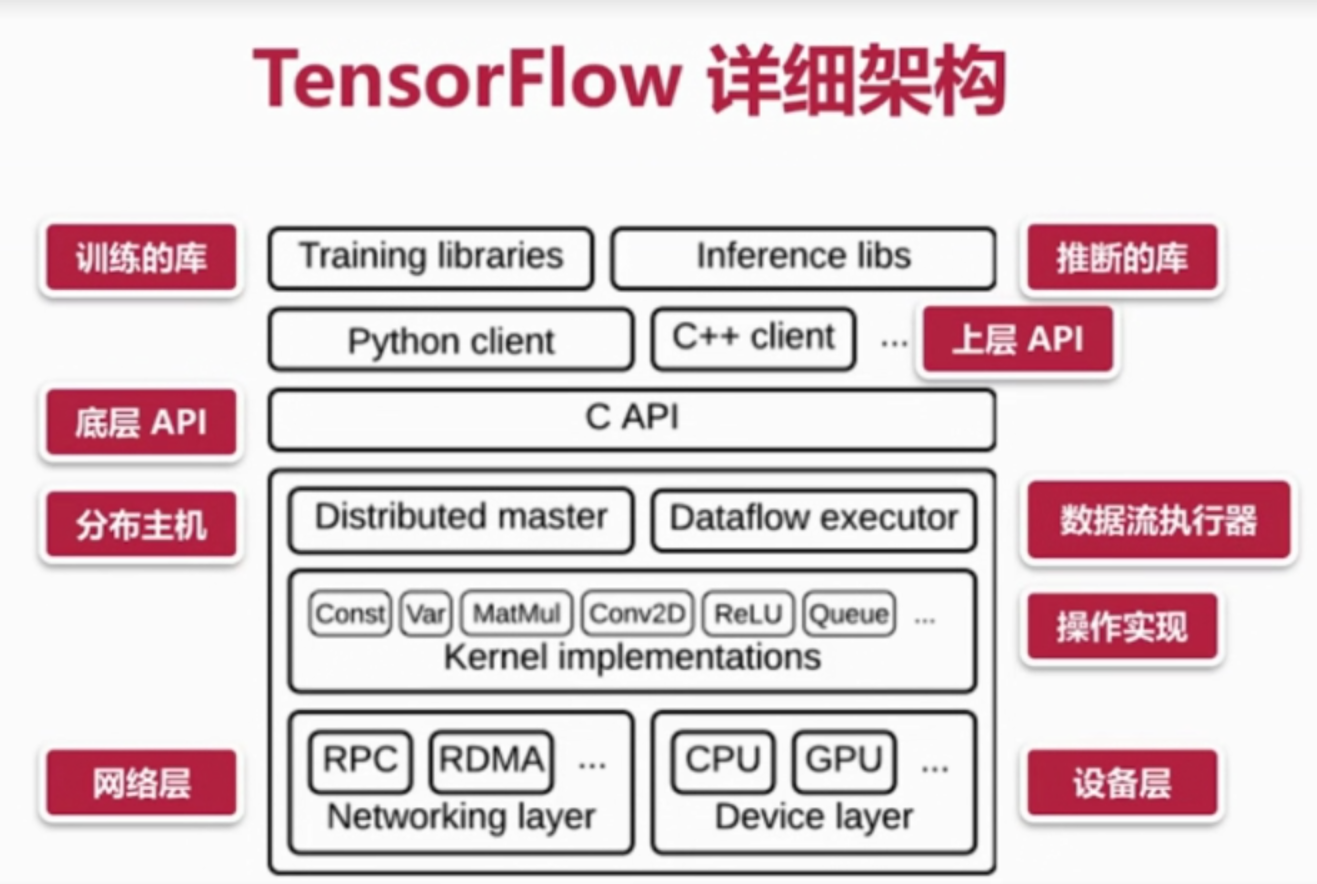 TensorFlow 详细架构
训练的库 Training libraries Inference libs 推断的库
Python client C++ client ... 上层 API
底层 API C API
分布主机 Distributed master Dataflow executor 数据流执行器
Const Var MatMul Conv2D ReLU Queue ...
Kernel implementations 操作实现
RPC RDMA ... CPU GPU ...
网络层 Networking layer Device layer 设备层